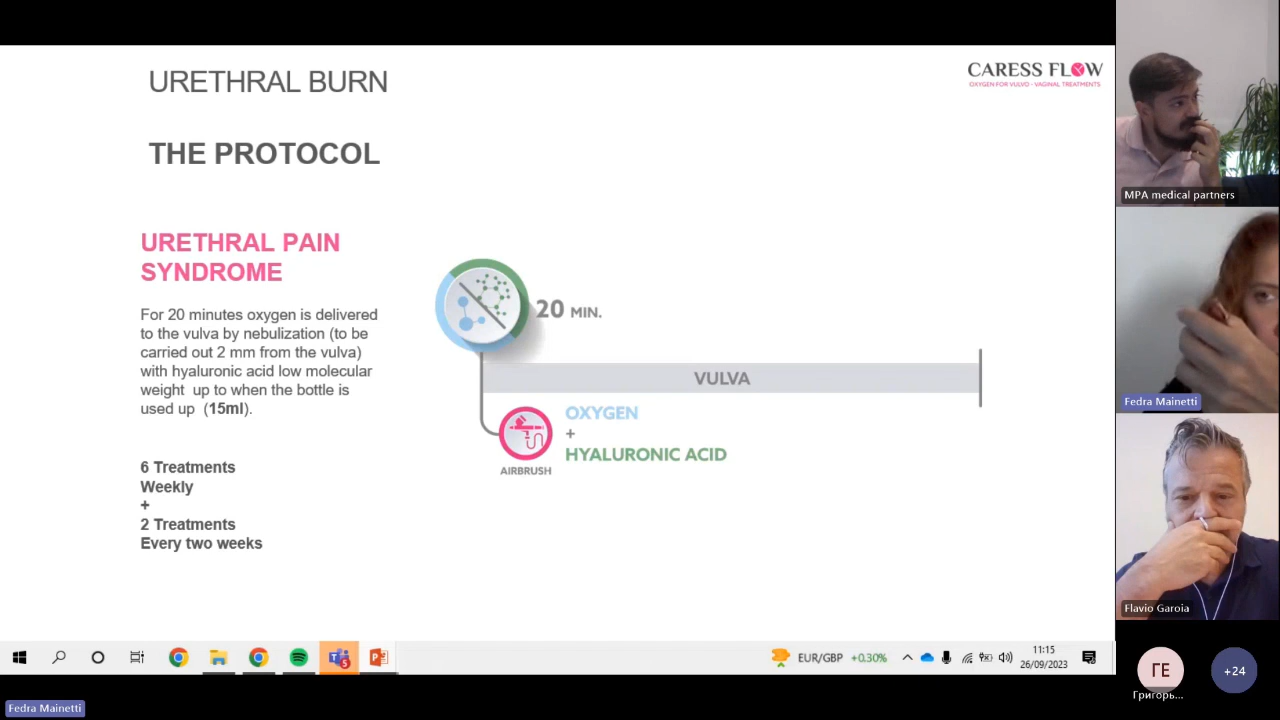 URETHRAL BURN
CARESS FLOW
OXYGEN FOR VULVO - VAGINAL TREATMENTS
THE PROTOCOL
URETHRAL PAIN
SYNDROME
For 20 minutes oxygen is delivered
to the vulva by nebulization (to be
carried out 2 mm from the vulva)
with hyaluronic acid low molecular
weight up to when the bottle is
used up (15ml).
6 Treatments
Weekly
+
2 Treatments
Every two weeks
20 MIN.
VULVA
OXYGEN
+
HYALURONIC ACID
AIRBRUSH
MPA medical partners
Fedra Mainetti
Flavio Garoia
ГЕ
Григорь...
+24
5
EUR/GBP +0.30%
11:15
26/09/2023
Fedra Mainetti